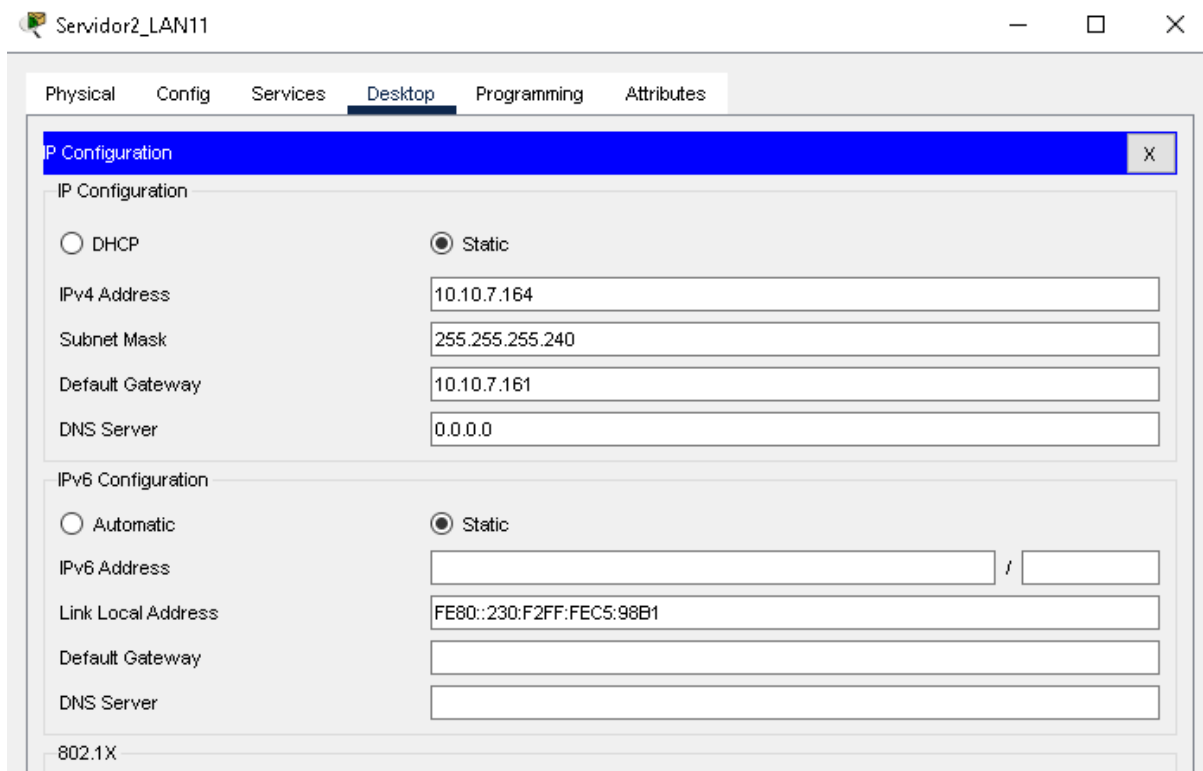 Servidor2_LAN11
Physical Config Services Desktop Programming Attributes
IP Configuration X
IP Configuration
DHCP Static
IPv4 Address 10.10.7.164
Subnet Mask 255.255.255.240
Default Gateway 10.10.7.161
DNS Server 0.0.0.0
IPv6 Configuration
Automatic Static
IPv6 Address /
Link Local Address FE80::230:F2FF:FEC5:98B1
Default Gateway
DNS Server
802.1X